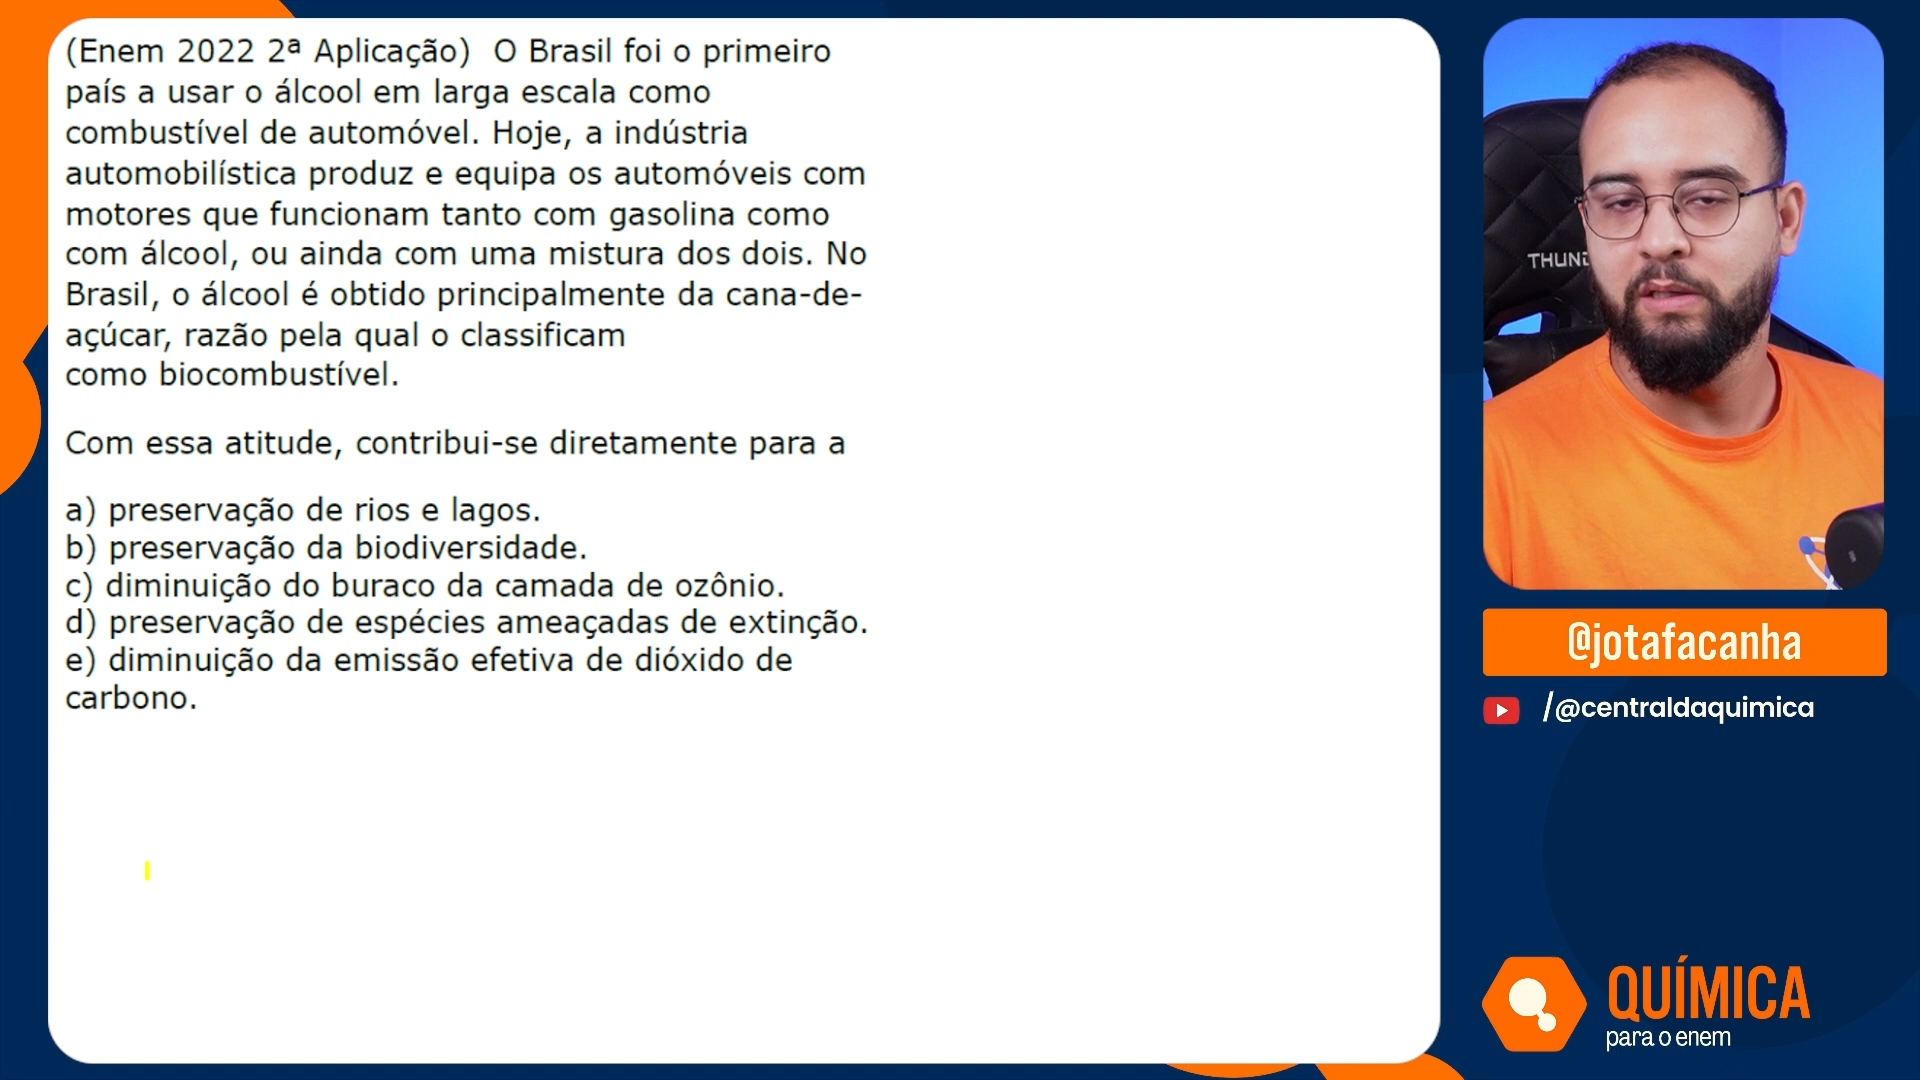 (Enem 2022 2ª Aplicação)  O Brasil foi o primeiro
país a usar o álcool em larga escala como
combustível de automóvel. Hoje, a indústria
automobilística produz e equipa os automóveis com
motores que funcionam tanto com gasolina como
com álcool, ou ainda com uma mistura dos dois. No
Brasil, o álcool é obtido principalmente da cana-de-
açúcar, razão pela qual o classificam
como biocombustível.
Com essa atitude, contribui-se diretamente para a
a) preservação de rios e lagos.
b) preservação da biodiversidade.
c) diminuição do buraco da camada de ozônio.
d) preservação de espécies ameaçadas de extinção.
e) diminuição da emissão efetiva de dióxido de
carbono.
@jotafacanha
/@centraldaquimica
QUÍMICA
para o enem